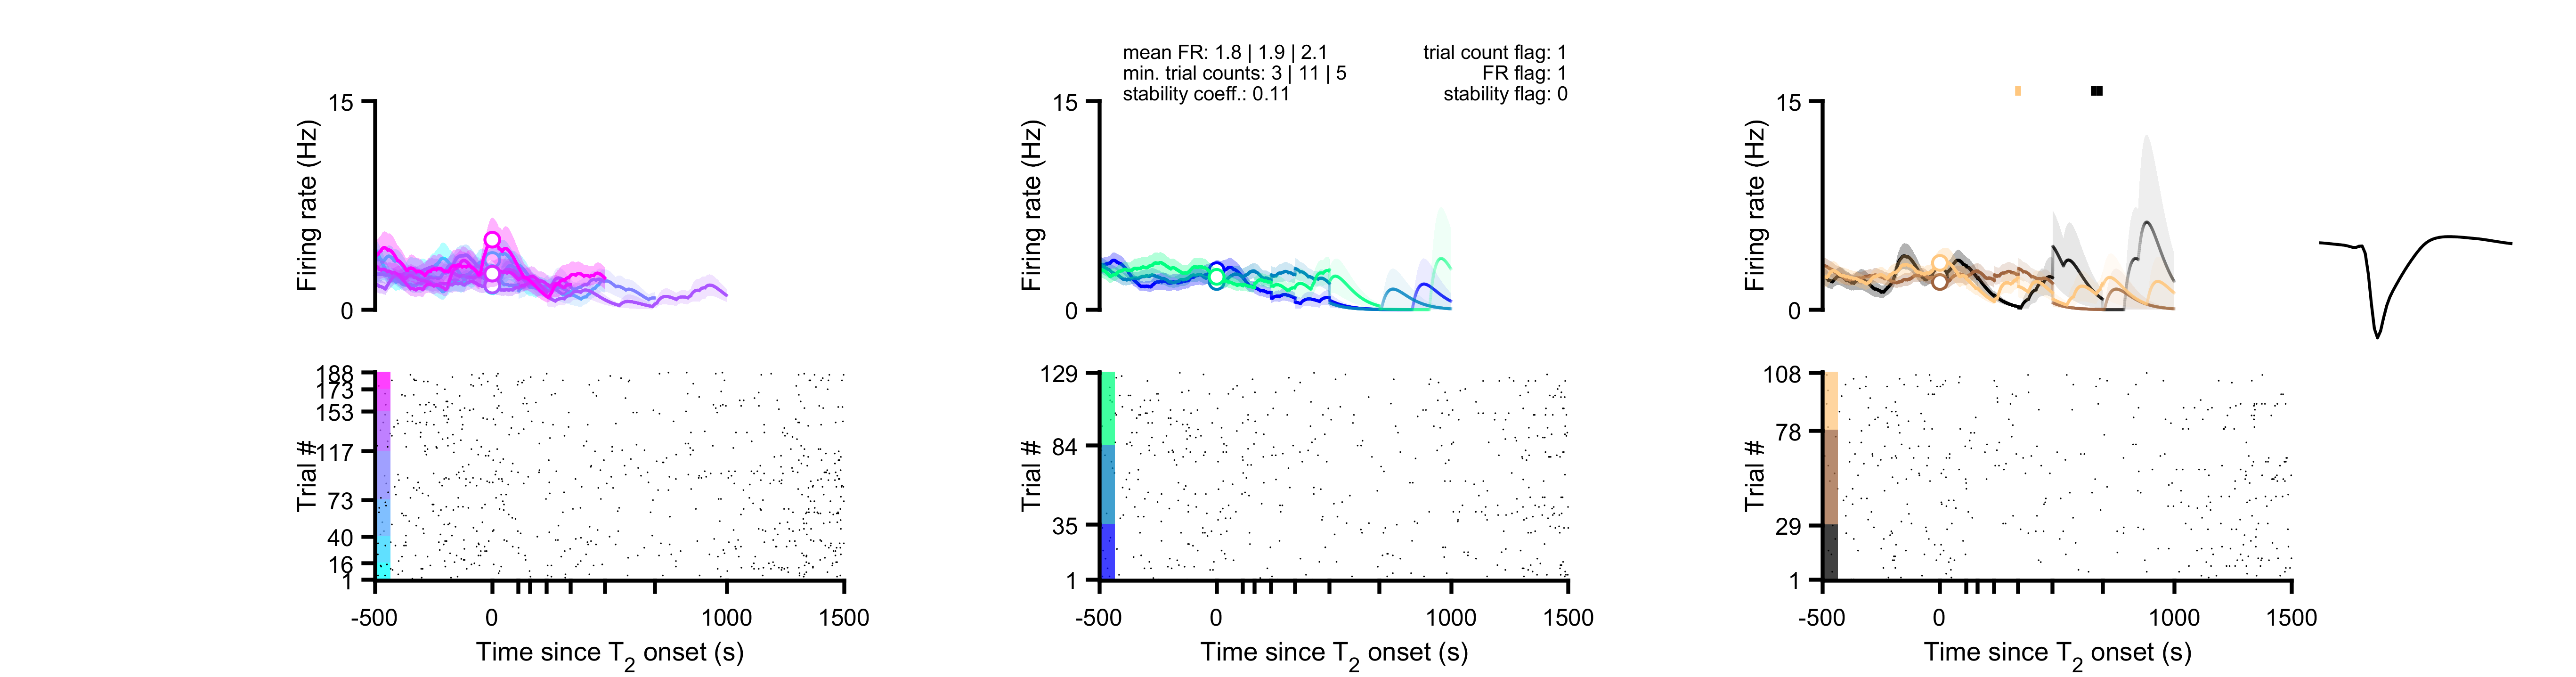 mean FR: 1.8 | 1.9 | 2.1
min. trial counts: 3 | 11 | 5
stability coeff.: 0.11
trial count flag: 1
FR flag: 1
stability flag: 0
15
Firing rate (Hz)
0
15
Firing rate (Hz)
0
15
Firing rate (Hz)
0
188
173
153
117
73
40
16
1
Trial #
-500
0
1000
1500
Time since T2 onset (s)
129
84
35
1
Trial #
-500
0
1000
1500
Time since T2 onset (s)
108
78
29
1
Trial #
-500
0
1000
1500
Time since T2 onset (s)